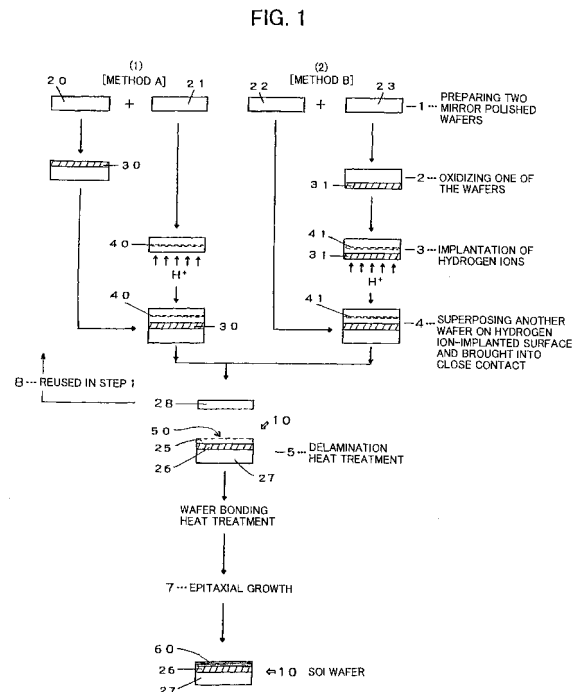 FIG. 1
(1)
[METHOD A]
(2)
[METHOD B]
20
+
21
22
+
23
1 ··· PREPARING TWO
MIRROR POLISHED
WAFERS
30
31
2 ··· OXIDIZING ONE OF
THE WAFERS
40
H+
41
31
H+
3 ··· IMPLANTATION OF
HYDROGEN IONS
40
30
41
4 ··· SUPERPOSING ANOTHER
WAFER ON HYDROGEN
ION-IMPLANTED SURFACE
AND BROUGHT INTO
CLOSE CONTACT
8 ··· REUSED IN STEP 1
28
50
10
25
26
27
5 ··· DELAMINATION
HEAT TREATMENT
WAFER BONDING
HEAT TREATMENT
7 ··· EPITAXIAL GROWTH
60
26
27
⇦10 SOI WAFER